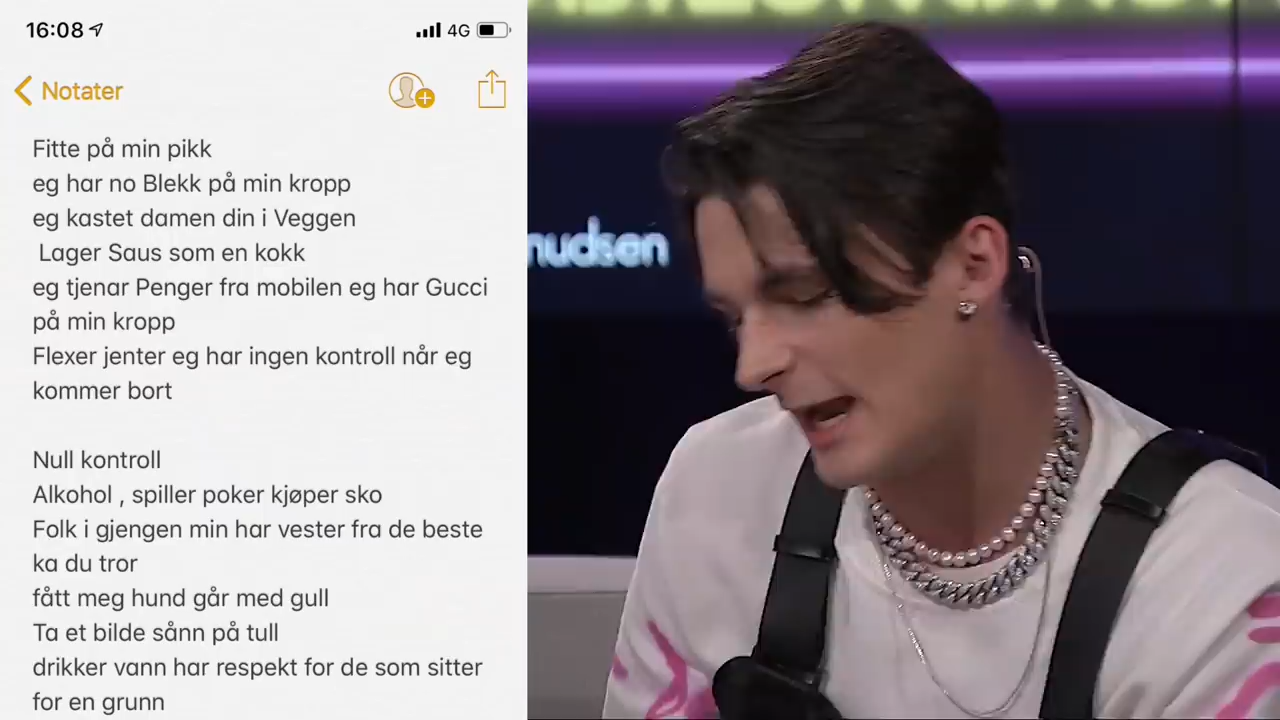 16:08
4G
Notater
Fitte på min pikk
eg har no Blekk på min kropp
eg kastet damen din i Veggen
Lager Saus som en kokk
eg tjenar Penger fra mobilen eg har Gucci
på min kropp
Flexer jenter eg har ingen kontroll når eg
kommer bort
Null kontroll
Alkohol , spiller poker kjøper sko
Folk i gjengen min har vester fra de beste
ka du tror
fått meg hund går med gull
Ta et bilde sånn på tull
drikker vann har respekt for de som sitter
for en grunn
nudsen